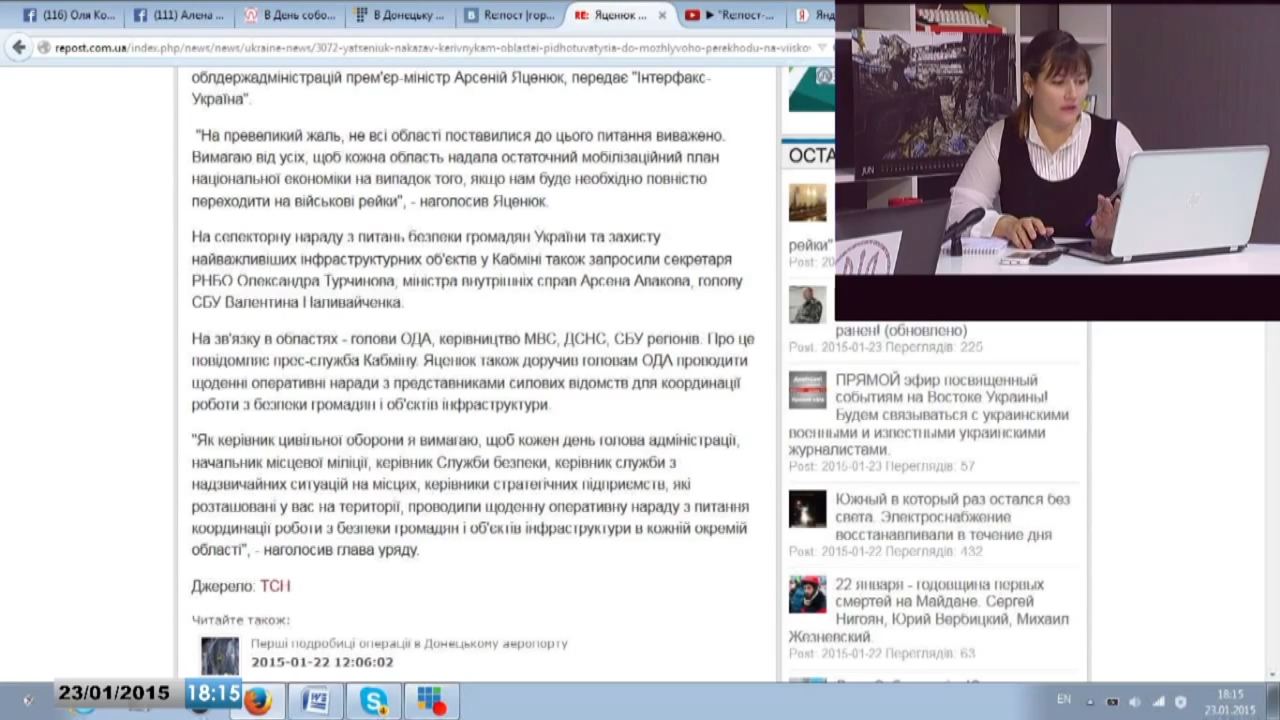 (116) Оля Ко...
(111) Алена ...
В День собо...
В Донецьку ...
Re:пост |гор...
Яценюк ...
► "Re:пост-...
Янд
repost.com.ua/index.php/news/news/ukraine-news/3072-yatseniuk-nakazav-kerivnykam-oblastei-pidhotuvatysia-do-mozhlyvoho-perekhodu-na-viisko
облдержадміністрацій прем'єр-міністр Арсеній Яценюк, передає "Інтерфакс-
Україна".
"На превеликий жаль, не всі області поставилися до цього питання виважено.
Вимагаю від усіх, щоб кожна область надала остаточний мобілізаційний план
національної економіки на випадок того, якщо нам буде необхідно повністю
переходити на військові рейки", - наголосив Яценюк.
На селекторну нараду з питань безпеки громадян України та захисту
найважливіших інфраструктурних об'єктів у Кабміні також запросили секретаря
РНБО Олександра Турчинова, міністра внутрішніх справ Арсена Авакова, голову
СБУ Валентина Наливайченка.
На зв'язку в областях - голови ОДА, керівництво МВС, ДСНС, СБУ регіонів. Про це
повідомляє прес-служба Кабміну. Яценюк також доручив головам ОДА проводити
щоденні оперативні наради з представниками силових відомств для координації
роботи з безпеки громадян і об'єктів інфраструктури.
"Як керівник цивільної оборони я вимагаю, щоб кожен день голова адміністрації,
начальник місцевої міліції, керівник Служби безпеки, керівник служби з
надзвичайних ситуацій на місцях, керівники стратегічних підприємств, які
розташовані у вас на території, проводили щоденну оперативну нараду з питання
координації роботи з безпеки громадян і об'єктів інфраструктури в кожній окремій
області", - наголосив глава уряду.
Джерело: ТСН
Читайте також:
Перші подробиці операції в Донецькому аеропорту
2015-01-22 12:06:02
ОСТА
рейки"
Post: 20
ранен! (обновлено)
Post: 2015-01-23 Переглядів: 225
ПРЯМОЙ эфир посвященный
событиям на Востоке Украины!
Будем связываться с украинскими
военными и известными украинскими
журналистами.
Post: 2015-01-23 Переглядів: 57
Южный в который раз остался без
света. Электроснабжение
восстанавливали в течение дня
Post: 2015-01-22 Переглядів: 432
22 января - годовщина первых
смертей на Майдане. Сергей
Нигоян, Юрий Вербицкий, Михаил
Жезневский.
Post: 2015-01-22 Переглядів: 63
JUN
23/01/2015 18:15
EN
18:15
23.01.2015